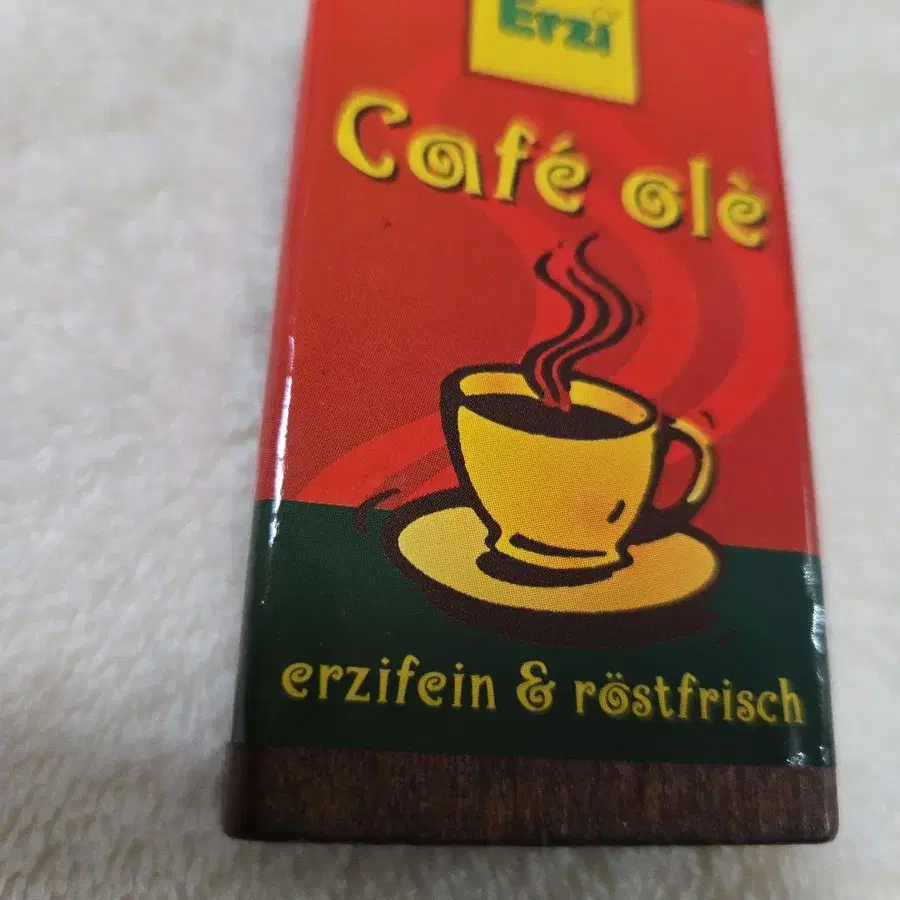 Erzi
Café olè
erzifein & röstfrisch